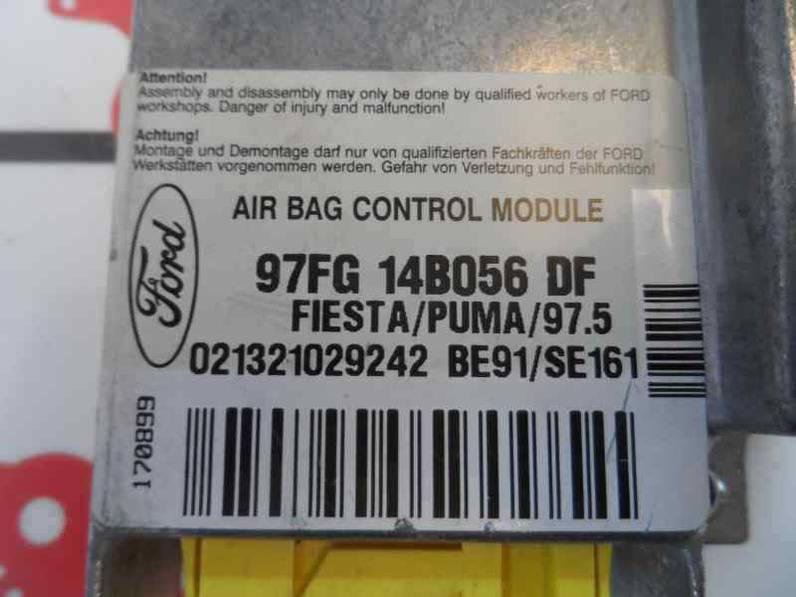 Attention!
Assembly and disassembly may only be done by qualified workers of FORD
workshops. Danger of injury and malfunction!
Achtung!
Montage und Demontage darf nur von qualifizierten Fachkräften der FORD
Werkstätten vorgenommen werden. Gefahr von Verletzung und Fehlfunktion!
AIR BAG CONTROL MODULE
Ford
97FG 14B056 DF
FIESTA/PUMA/97.5
021321029242 BE91/SE161
170899